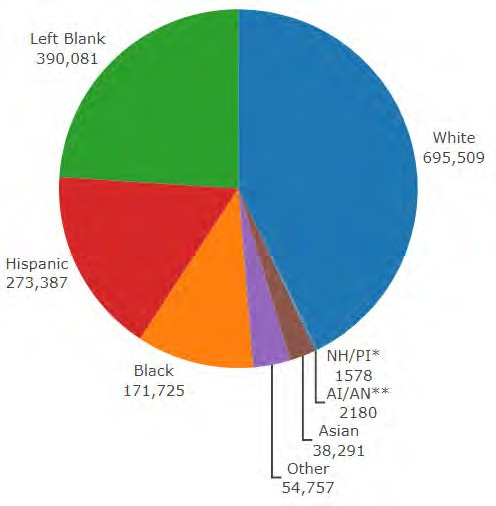 Left Blank
390,081
White
695,509
Hispanic
273,387
NH/PI*
1578
Black
171,725
AI/AN**
2180
Asian
38,291
Other
54,757